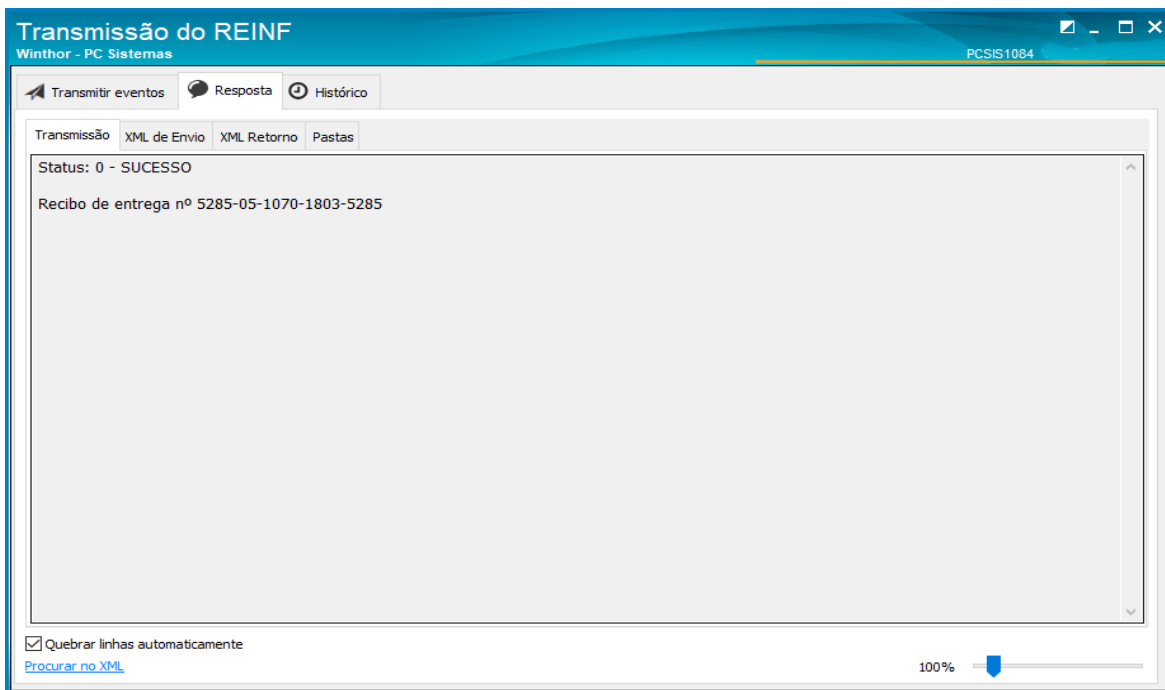 Transmissão do REINF
Winthor - PC Sistemas
PCSIS1084
Transmitir eventos Resposta Histórico
Transmissão XML de Envio XML Retorno Pastas
Status: 0 - SUCESSO
Recibo de entrega nº 5285-05-1070-1803-5285
Quebrar linhas automaticamente
Procurar no XML
100%